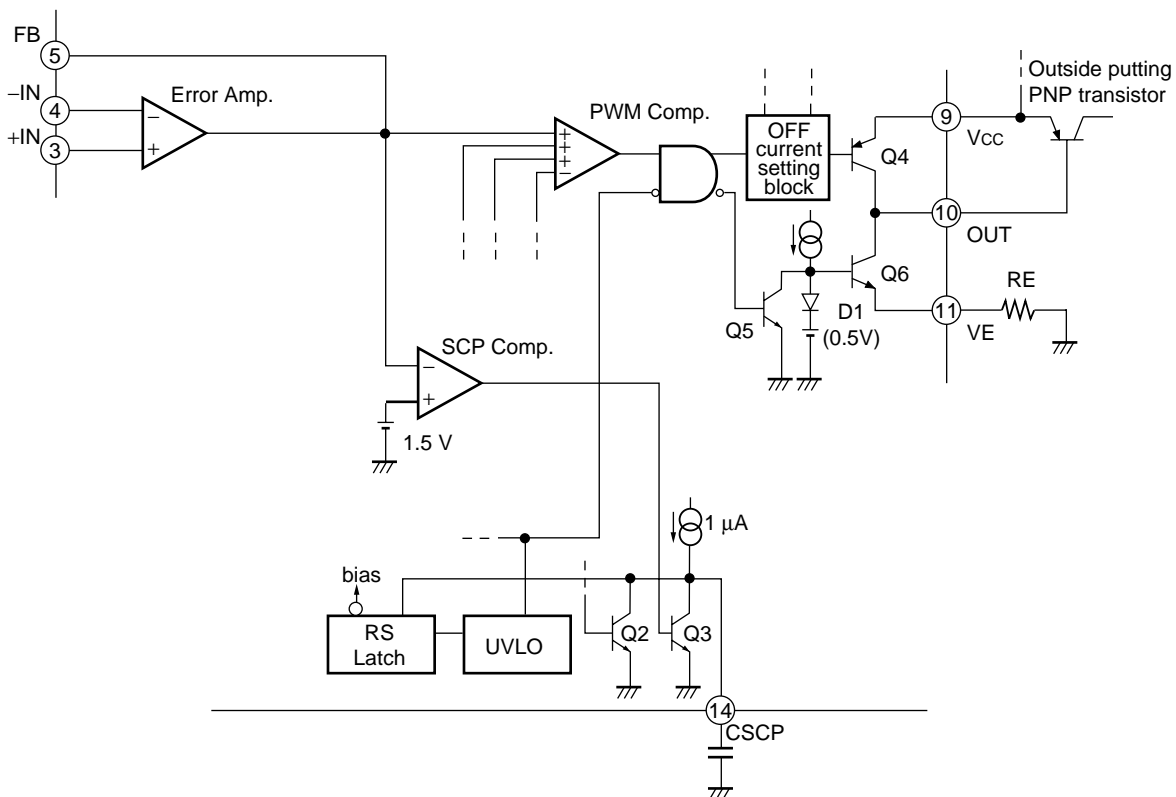 FB
5
−IN
4
+IN
3
Error Amp.
−
+
PWM Comp.
+
+
+
−
OFF
current
setting
block
Q4
9
VCC
Outside putting
PNP transistor
10
OUT
Q6
Q5
D1
(0.5V)
11
VE
RE
SCP Comp.
−
+
1.5 V
1 μA
bias
RS
Latch
UVLO
Q2
Q3
14
CSCP